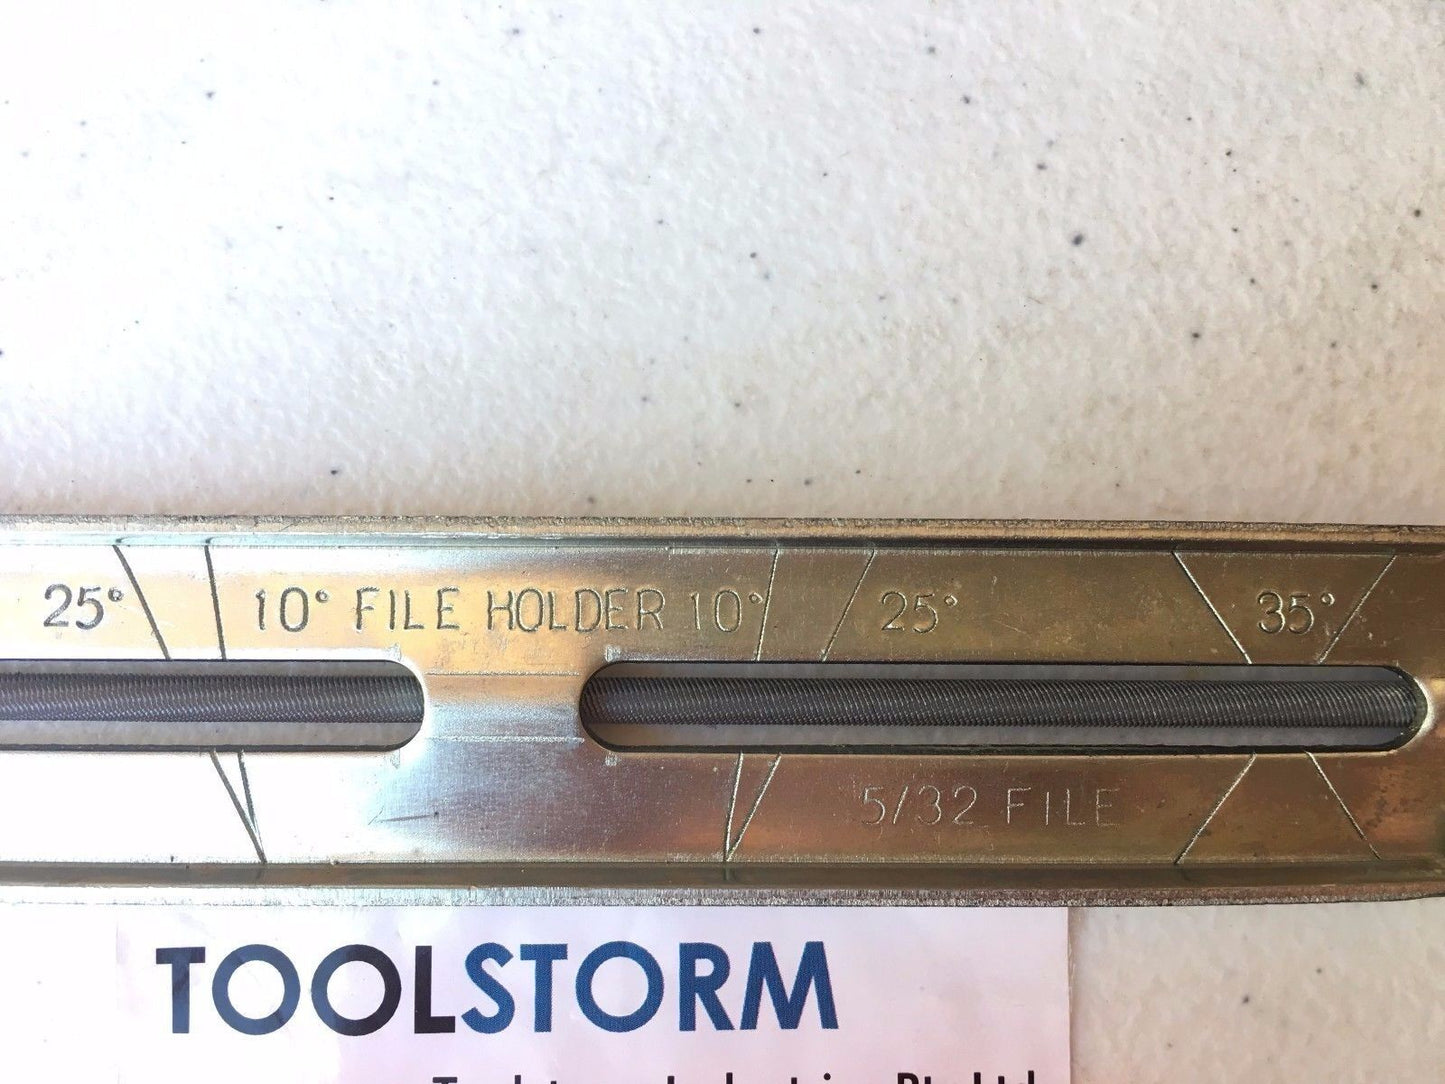 25° 10° FILE HOLDER 10° 25° 35°
5/32 FILE
TOOLSTORM